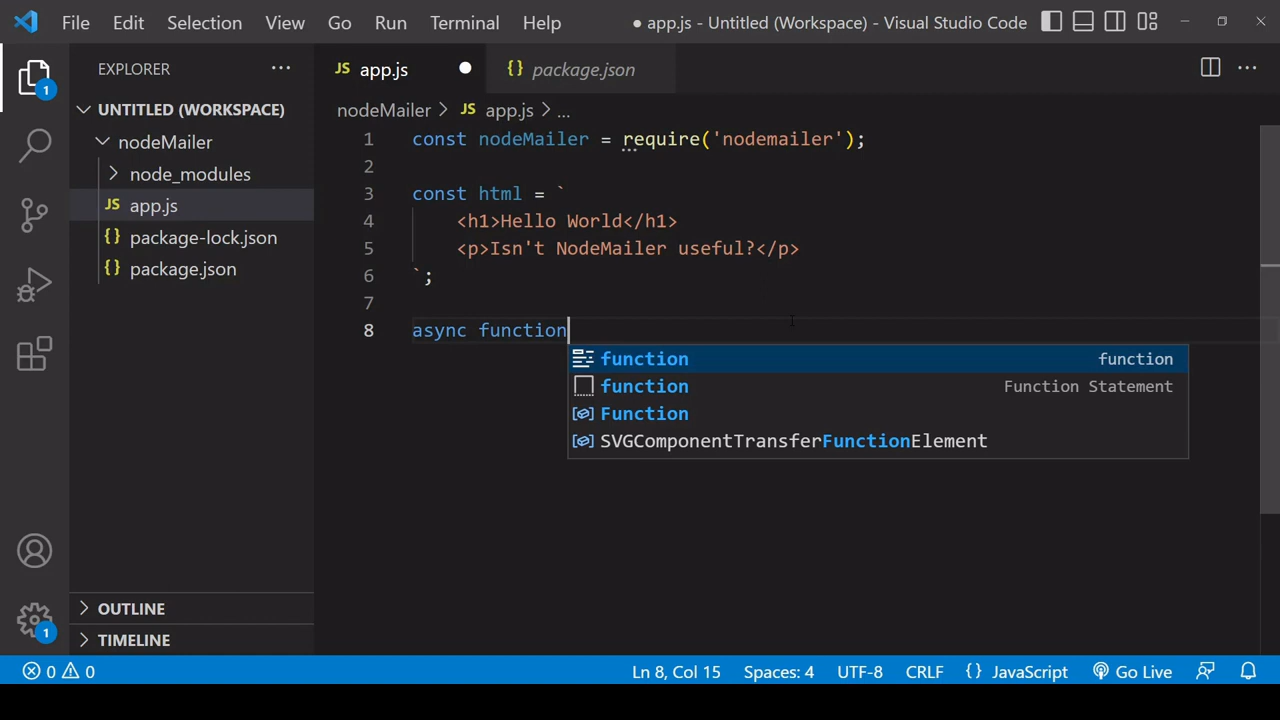 File Edit Selection View Go Run Terminal Help ● app.js - Untitled (Workspace) - Visual Studio Code
EXPLORER ···
JS app.js ● {} package.json ···
UNTITLED (WORKSPACE)
nodeMailer
node_modules
JS app.js
{} package-lock.json
{} package.json
OUTLINE
TIMELINE
1
1
nodeMailer > JS app.js > ...
1 const nodeMailer = require('nodemailer');
2
3 const html = `
4 <h1>Hello World</h1>
5 <p>Isn't NodeMailer useful?</p>
6 `;
7
8 async function
function function
function Function Statement
Function
SVGComponentTransferFunctionElement
0 0 Ln 8, Col 15 Spaces: 4 UTF-8 CRLF {} JavaScript Go Live